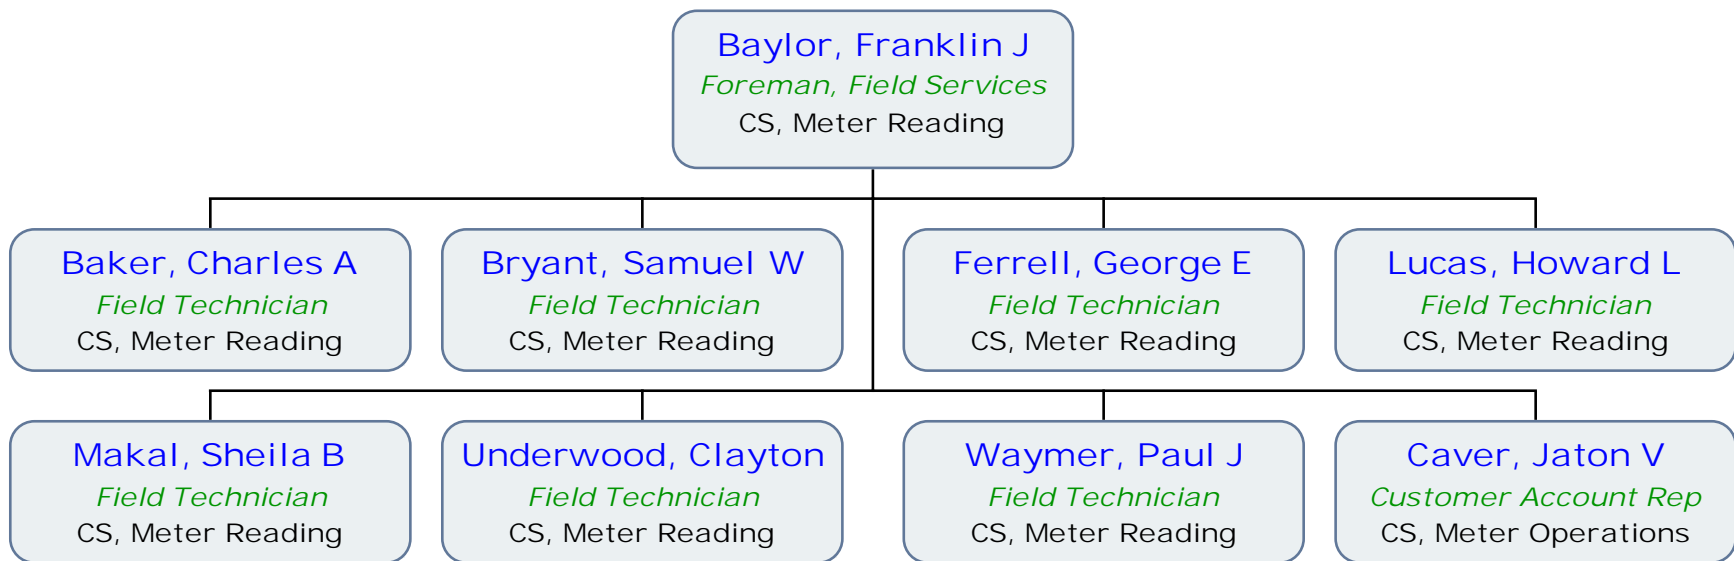 Baylor, Franklin J
Foreman, Field Services
CS, Meter Reading
Baker, Charles A
Field Technician
CS, Meter Reading
Bryant, Samuel W
Field Technician
CS, Meter Reading
Ferrell, George E
Field Technician
CS, Meter Reading
Lucas, Howard L
Field Technician
CS, Meter Reading
Makal, Sheila B
Field Technician
CS, Meter Reading
Underwood, Clayton
Field Technician
CS, Meter Reading
Waymer, Paul J
Field Technician
CS, Meter Reading
Caver, Jaton V
Customer Account Rep
CS, Meter Operations